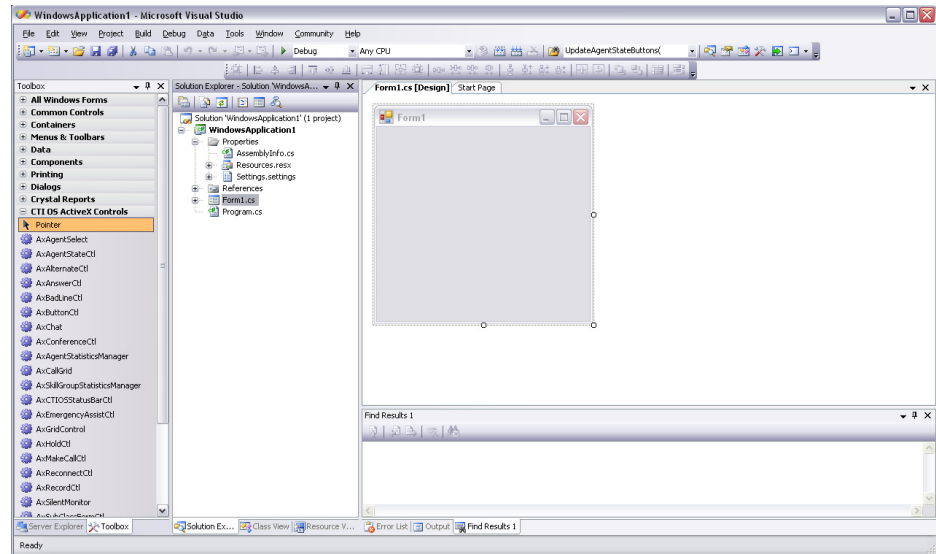 WindowsApplication1 - Microsoft Visual Studio
File Edit View Project Build Debug Data Tools Window Community Help
Debug Any CPU UpdateAgentStateButtons(
Toolbox
All Windows Forms
Common Controls
Containers
Menus & Toolbars
Data
Components
Printing
Dialogs
Crystal Reports
CTI OS ActiveX Controls
Pointer
AxAgentSelect
AxAgentStateCtl
AxAlternateCtl
AxAnswerCtl
AxBadLineCtl
AxButtonCtl
AxChat
AxConferenceCtl
AxAgentStatisticsManager
AxCallGrid
AxSkillGroupStatisticsManager
AxCTIOSStatusBarCtl
AxEmergencyAssistCtl
AxGridControl
AxHoldCtl
AxMakeCallCtl
AxReconnectCtl
AxRecordCtl
AxSilentMonitor
AxSubClassFormCtl
Server Explorer Toolbox
Solution Explorer - Solution 'WindowsA...
Solution 'WindowsApplication1' (1 project)
WindowsApplication1
Properties
AssemblyInfo.cs
Resources.resx
Settings.settings
References
Form1.cs
Program.cs
Solution Ex... Class View Resource V...
Form1.cs [Design] Start Page
Form1
Find Results 1
Error List Output Find Results 1
Ready